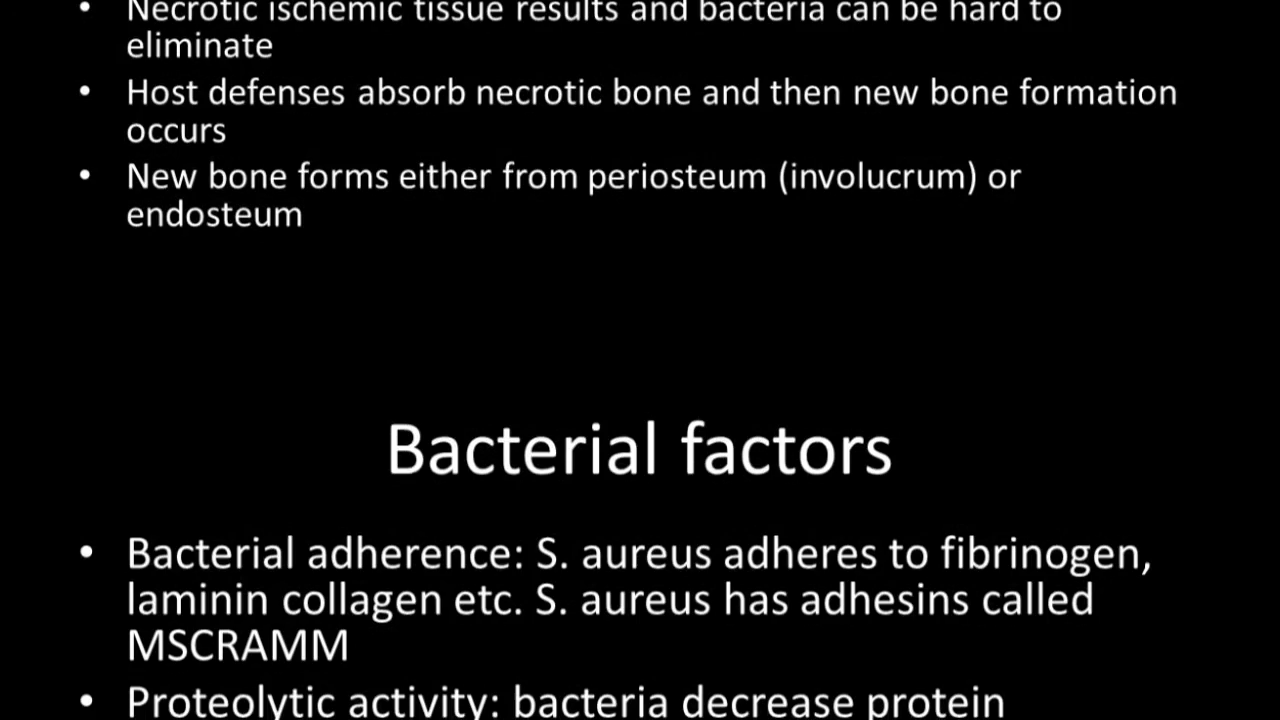 • Necrotic ischemic tissue results and bacteria can be hard to
eliminate
• Host defenses absorb necrotic bone and then new bone formation
occurs
• New bone forms either from periosteum (involucrum) or
endosteum
Bacterial factors
• Bacterial adherence: S. aureus adheres to fibrinogen,
laminin collagen etc. S. aureus has adhesins called
MSCRAMM
• Proteolytic activity: bacteria decrease protein